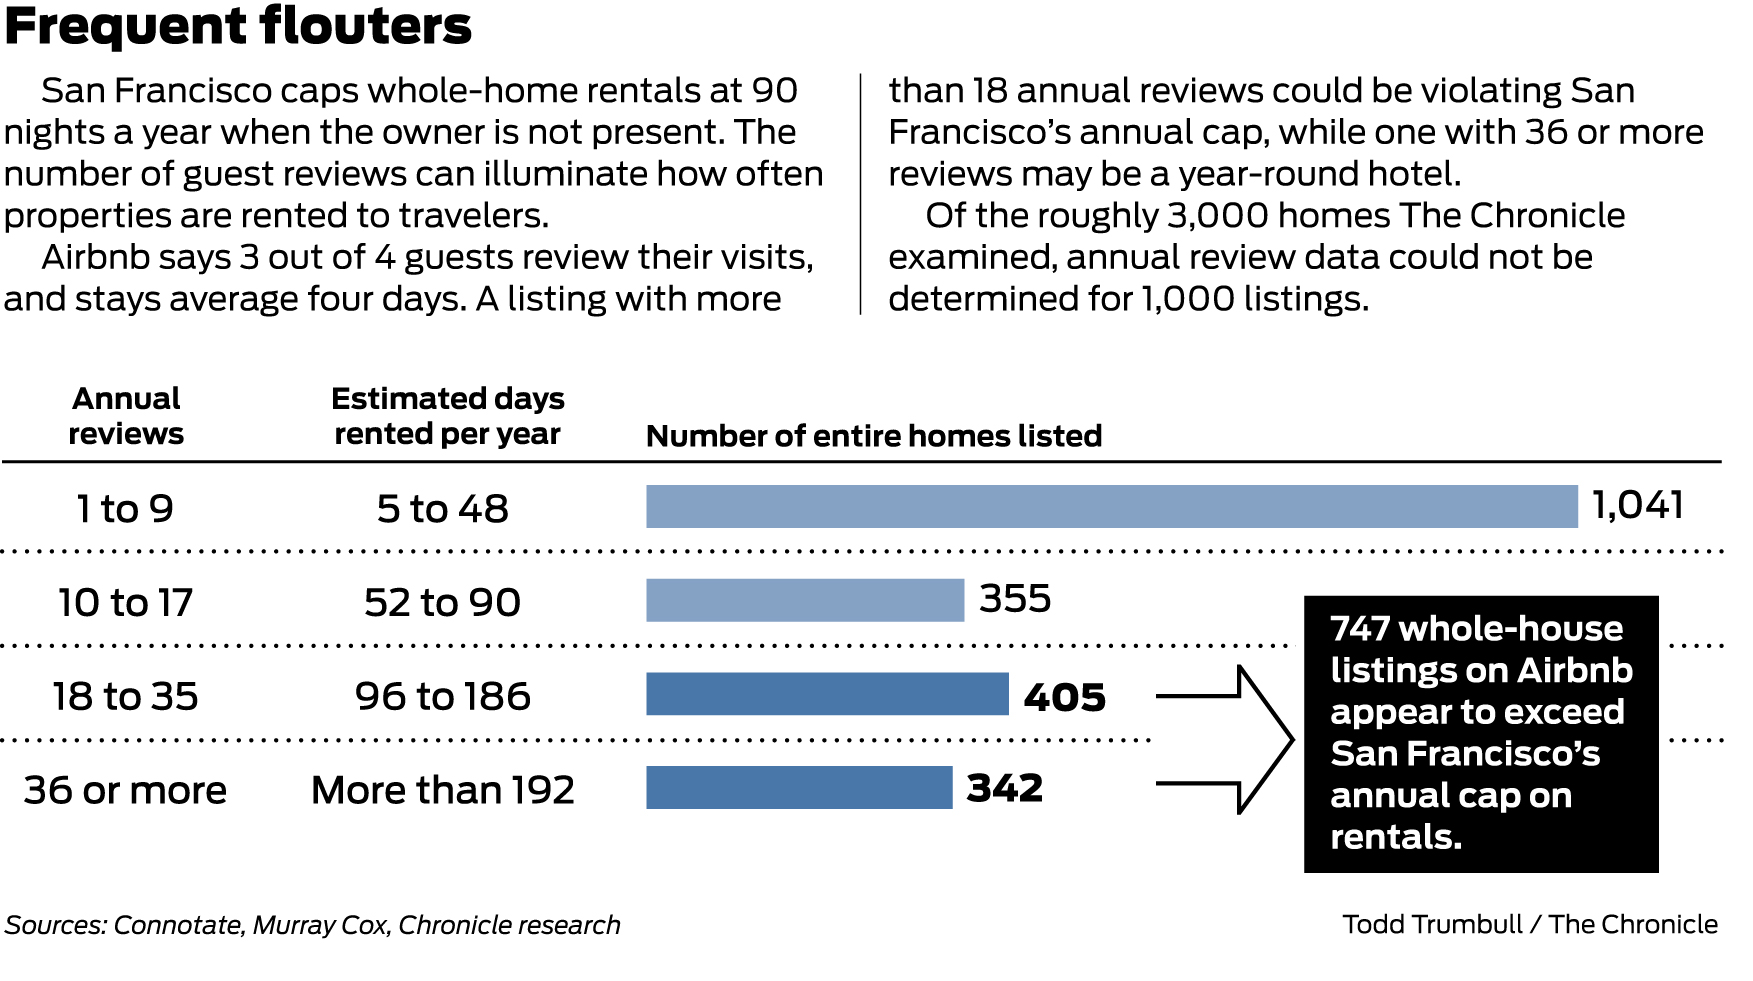 Frequent flouters
San Francisco caps whole-home rentals at 90
nights a year when the owner is not present. The
number of guest reviews can illuminate how often
properties are rented to travelers.
Airbnb says 3 out of 4 guests review their visits,
and stays average four days. A listing with more
than 18 annual reviews could be violating San
Francisco’s annual cap, while one with 36 or more
reviews may be a year-round hotel.
Of the roughly 3,000 homes The Chronicle
examined, annual review data could not be
determined for 1,000 listings.
Annual
reviews
Estimated days
rented per year
Number of entire homes listed
1 to 9
5 to 48
1,041
10 to 17
52 to 90
355
18 to 35
96 to 186
405
36 or more
More than 192
342
747 whole-house
listings on Airbnb
appear to exceed
San Francisco’s
annual cap on
rentals.
Sources: Connotate, Murray Cox, Chronicle research
Todd Trumbull / The Chronicle